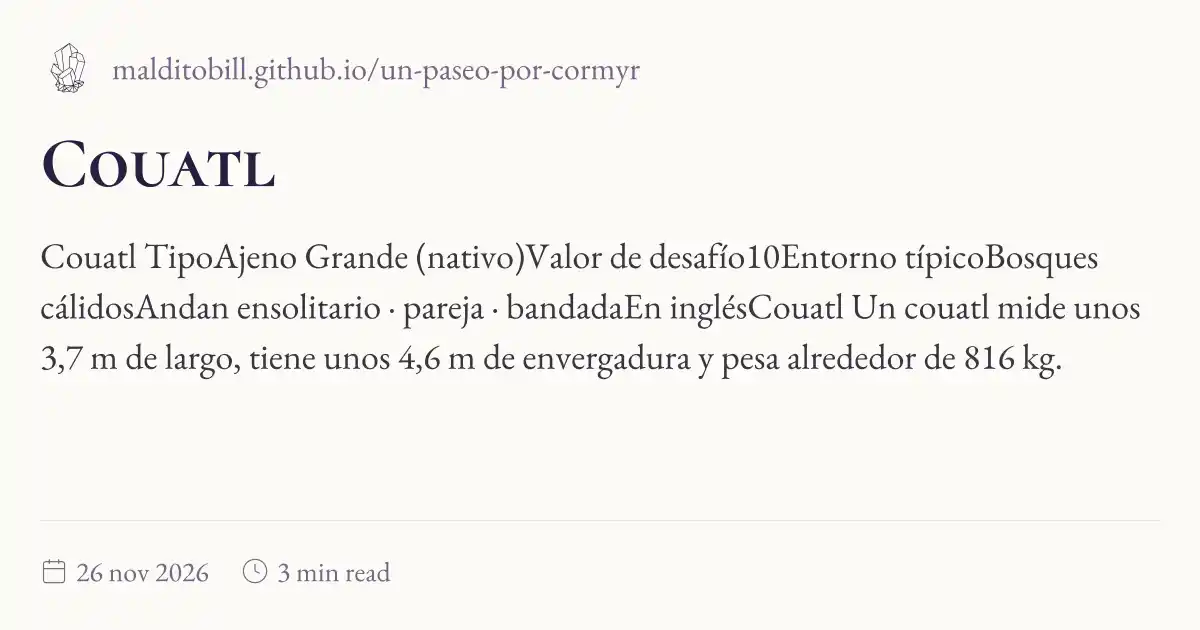 malditobill.github.io/un-paseo-por-cormyr
Couatl
Couatl TipoAjeno Grande (nativo)Valor de desafío10Entorno típicoBosques
cálidosAndan ensolitario · pareja · bandadaEn inglésCouatl Un couatl mide unos
3,7 m de largo, tiene unos 4,6 m de envergadura y pesa alrededor de 816 kg.
26 nov 2026 3 min read